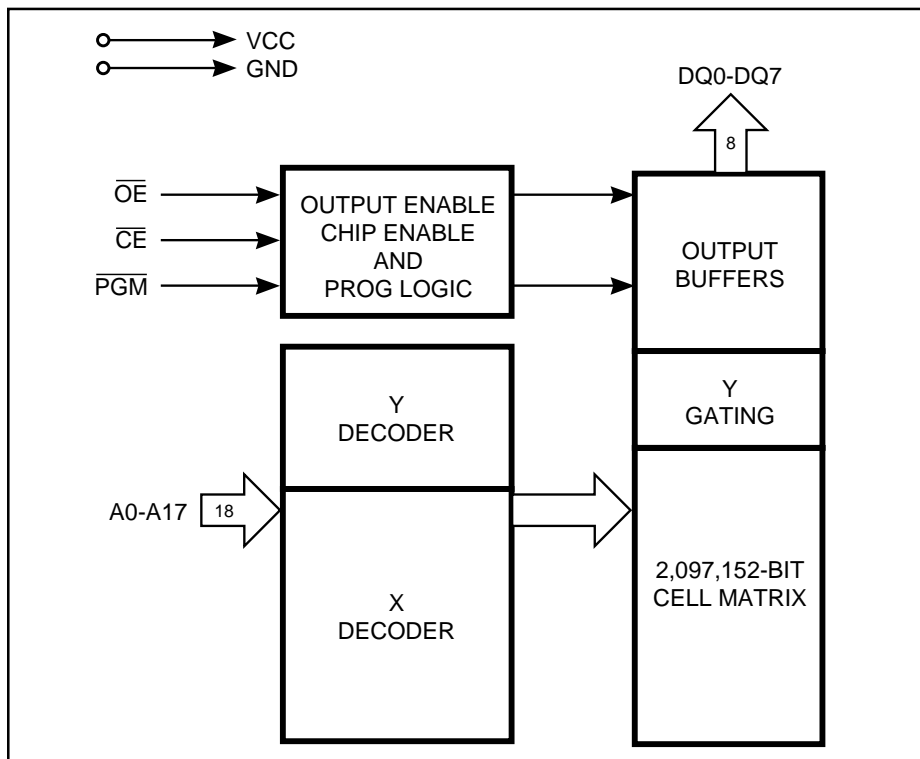 VCC
GND
DQ0-DQ7
8
OE
CE
PGM
OUTPUT ENABLE
CHIP ENABLE
AND
PROG LOGIC
OUTPUT
BUFFERS
Y
DECODER
Y
GATING
A0-A17
18
X
DECODER
2,097,152-BIT
CELL MATRIX